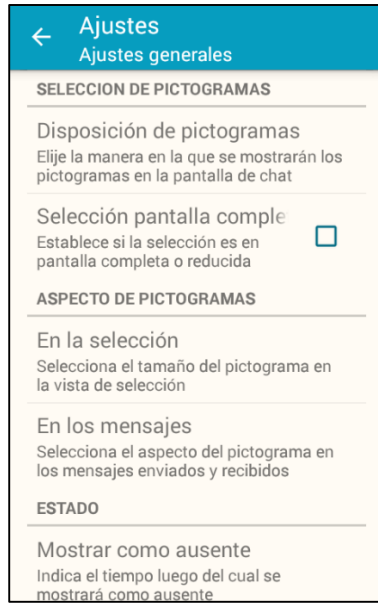 Ajustes
Ajustes generales
SELECCION DE PICTOGRAMAS
Disposición de pictogramas
Elije la manera en la que se mostrarán los
pictogramas en la pantalla de chat
Selección pantalla comple
Establece si la selección es en
pantalla completa o reducida
ASPECTO DE PICTOGRAMAS
En la selección
Selecciona el tamaño del pictograma en
la vista de selección
En los mensajes
Selecciona el aspecto del pictograma en
los mensajes enviados y recibidos
ESTADO
Mostrar como ausente
Indica el tiempo luego del cual se
mostrará como ausente